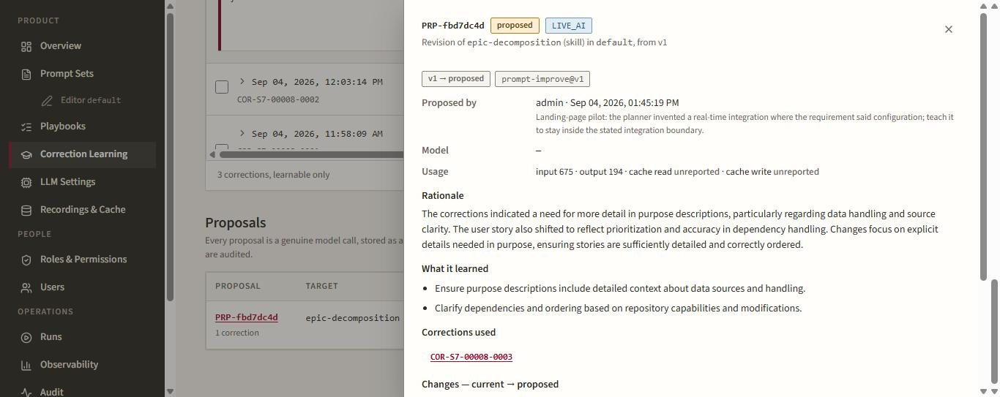 PRODUCT
Overview
Prompt Sets
Editor default
Playbooks
Correction Learning
LLM Settings
Recordings & Cache
PEOPLE
Roles & Permissions
Users
OPERATIONS
Runs
Observability
Audit
Sep 04, 2026, 12:03:14 PM
COR-S7-00008-0002
Sep 04, 2026, 11:58:09 AM
3 corrections, learnable only
Proposals
Every proposal is a genuine model call, stored as a
are audited.
PROPOSAL TARGET
PRP-fbd7dc4d epic-decomposition
1 correction
PRP-fbd7dc4d proposed LIVE_AI
Revision of epic-decomposition (skill) in default, from v1
v1 → proposed prompt-improve@v1
Proposed by admin · Sep 04, 2026, 01:45:19 PM
Landing-page pilot: the planner invented a real-time integration where the requirement said configuration; teach it
to stay inside the stated integration boundary.
Model —
Usage input 675 · output 194 · cache read unreported · cache write unreported
Rationale
The corrections indicated a need for more detail in purpose descriptions, particularly regarding data handling and source
clarity. The user story also shifted to reflect prioritization and accuracy in dependency handling. Changes focus on explicit
details needed in purpose, ensuring stories are sufficiently detailed and correctly ordered.
What it learned
• Ensure purpose descriptions include detailed context about data sources and handling.
• Clarify dependencies and ordering based on repository capabilities and modifications.
Corrections used
COR-S7-00008-0003
Changes — current → proposed